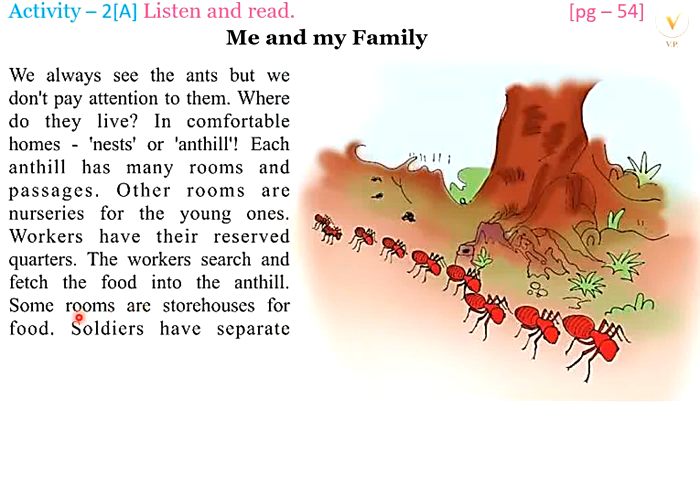 Activity – 2[A] Listen and read. [pg – 54]
V
V.P.
Me and my Family
We always see the ants but we
don't pay attention to them. Where
do they live? In comfortable
homes - 'nests' or 'anthill'! Each
anthill has many rooms and
passages. Other rooms are
nurseries for the young ones.
Workers have their reserved
quarters. The workers search and
fetch the food into the anthill.
Some rooms are storehouses for
food. Soldiers have separate